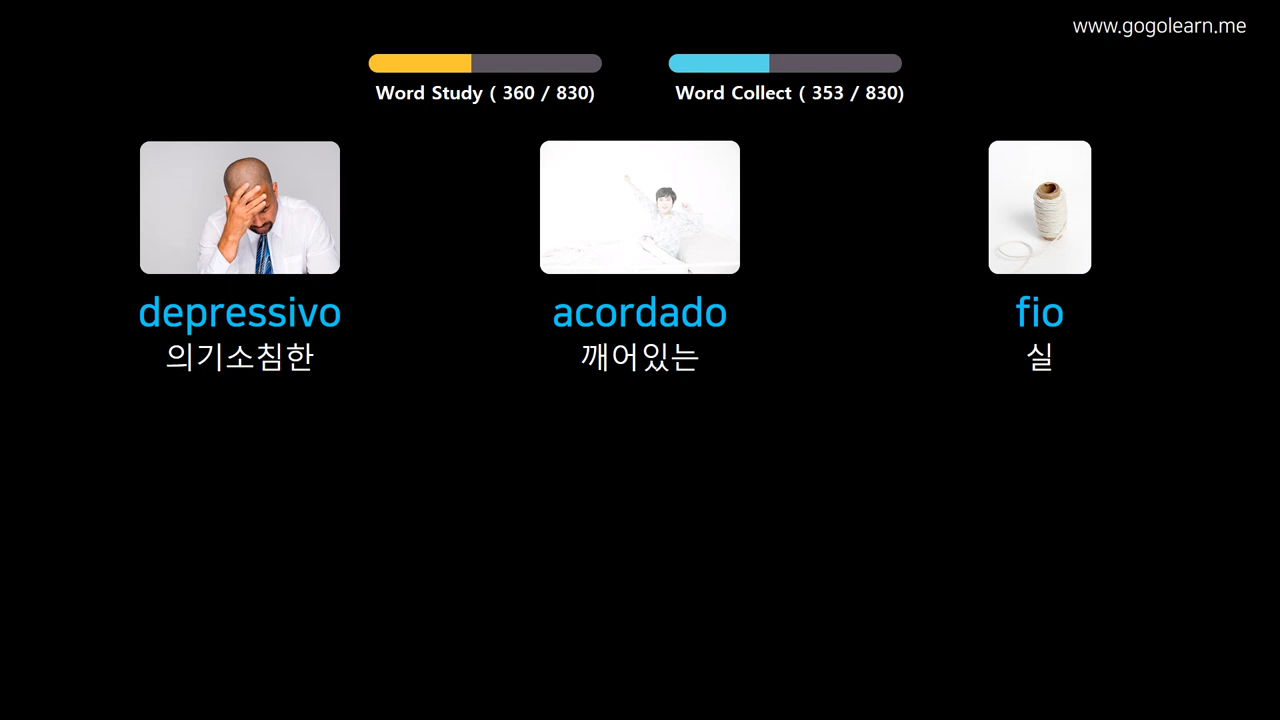 www.gogolearn.me
Word Study ( 360 / 830)
Word Collect ( 353 / 830)
depressivo
의기소침한
acordado
깨어있는
fio
실